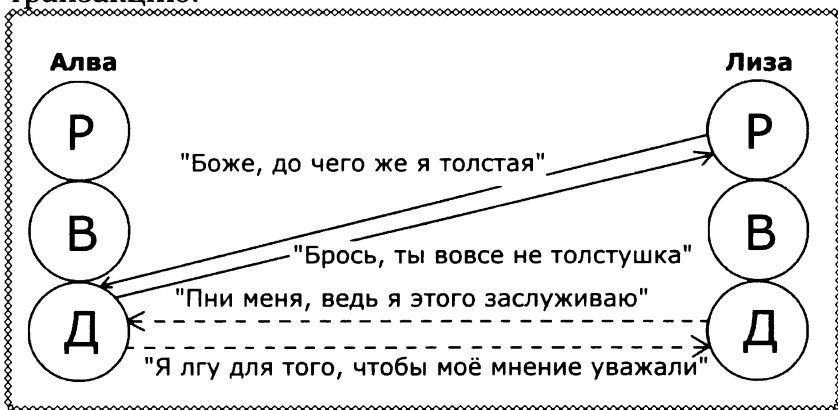 транзакцию:
Алва Лиза
Р Р
"Боже, до чего же я толстая"
В В
"Брось, ты вовсе не толстушка"
"Пни меня, ведь я этого заслуживаю"
Д Д
"Я лгу для того, чтобы моё мнение уважали"